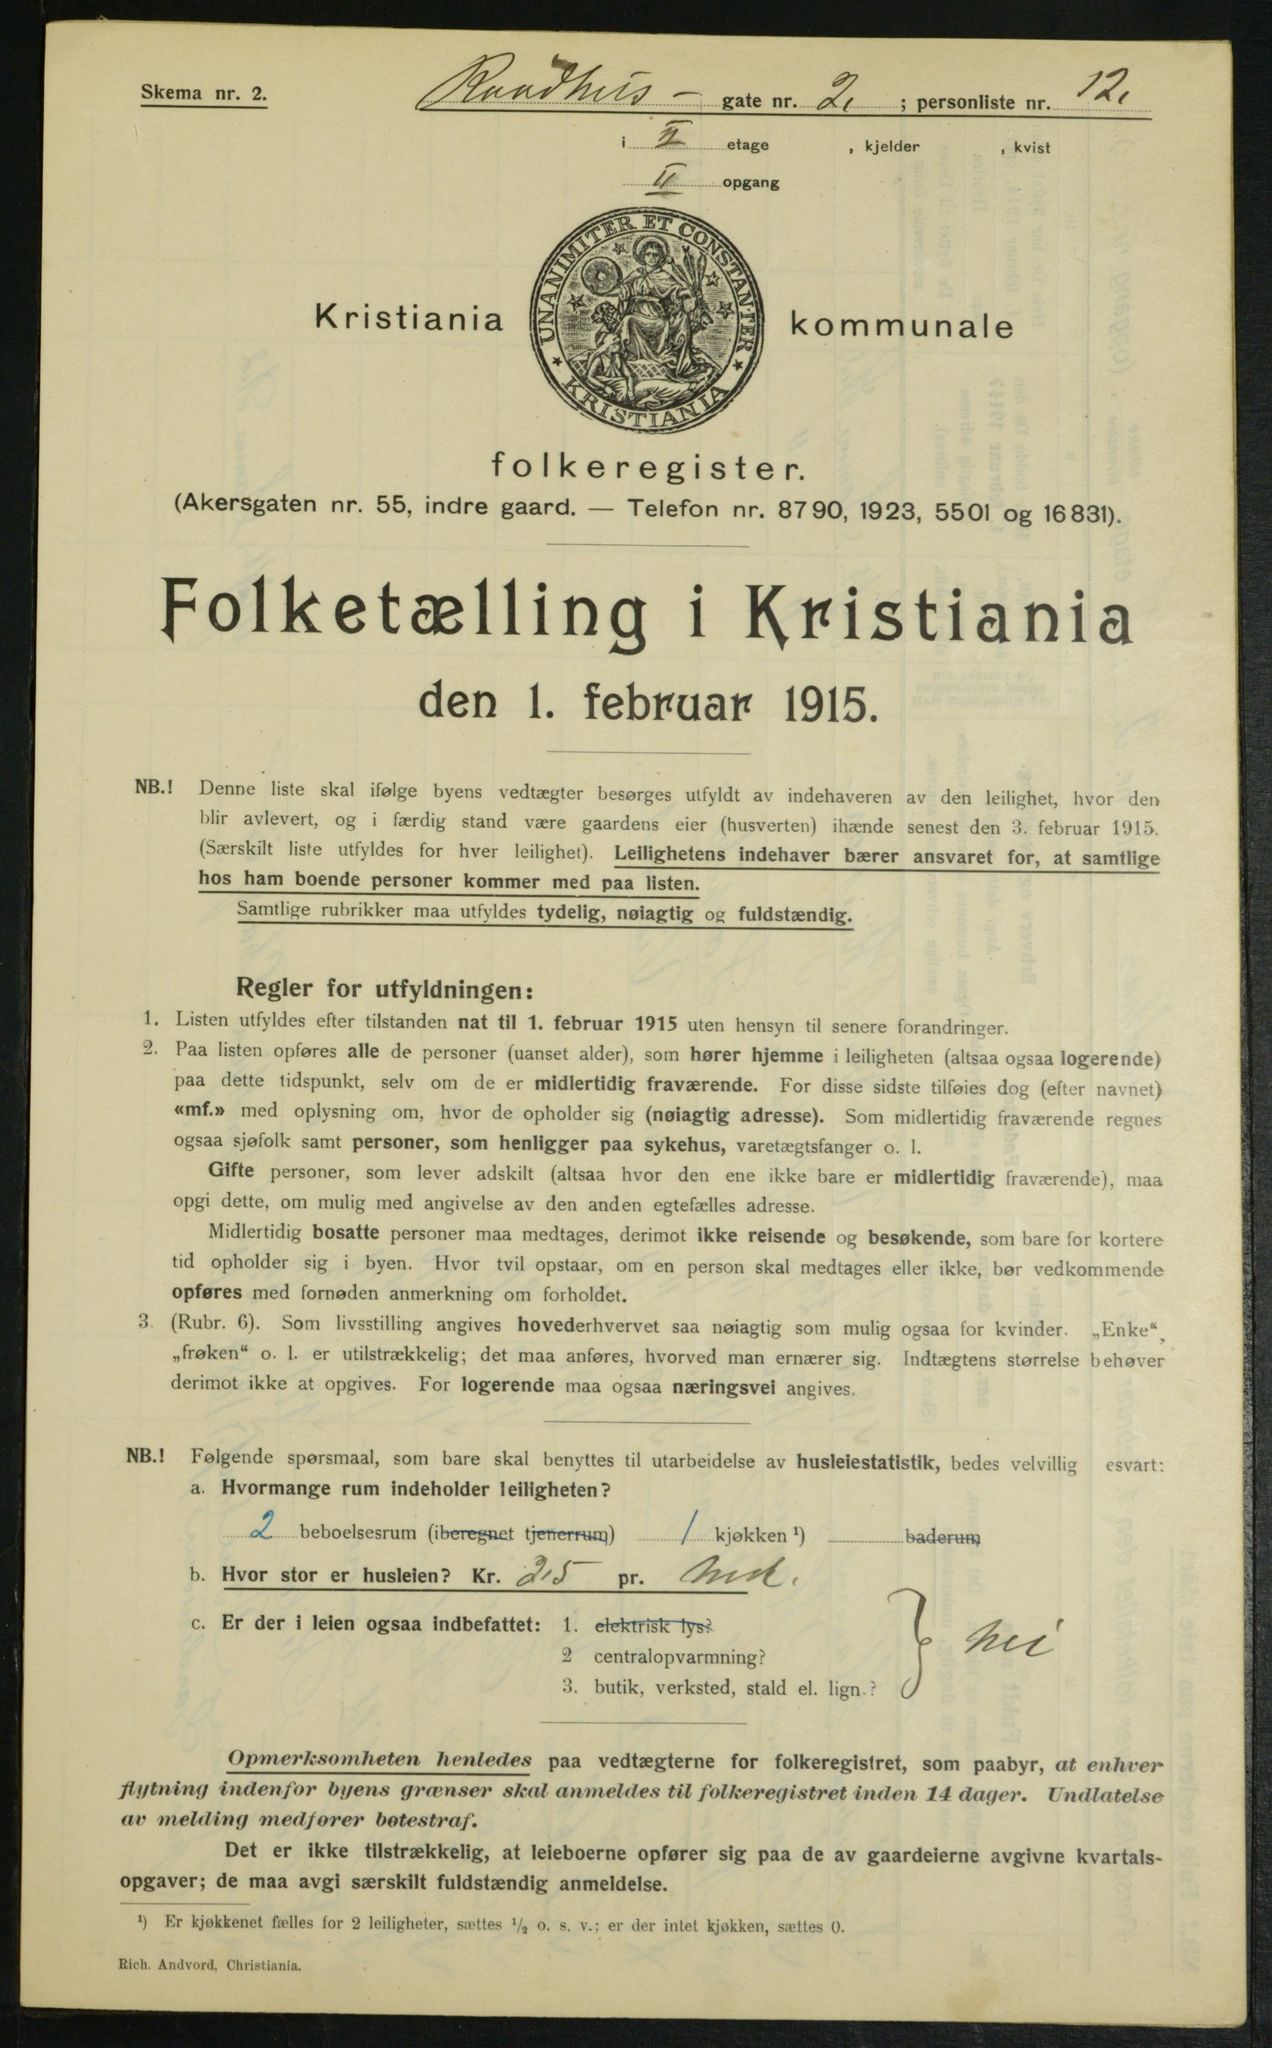 Skema nr. 2.
Raadhus - gate nr. 2, ; personliste nr. 12,
i II etage , kjelder , kvist
II opgang
UNANIMITER ET CONSTANTER
KRISTIANIA
Kristiania kommunale
folkeregister.
(Akersgaten nr. 55, indre gaard. — Telefon nr. 8790, 1923, 5501 og 16831).
Folketælling i Kristiania
den 1. februar 1915.
NB.! Denne liste skal ifølge byens vedtægter besørges utfyldt av indehaveren av den leilighet, hvor den
blir avlevert, og i færdig stand være gaardens eier (husverten) ihænde senest den 3. februar 1915.
(Særskilt liste utfyldes for hver leilighet). Leilighetens indehaver bærer ansvaret for, at samtlige
hos ham boende personer kommer med paa listen.
Samtlige rubrikker maa utfyldes tydelig, nøiagtig og fuldstændig.
Regler for utfyldningen:
1. Listen utfyldes efter tilstanden nat til 1. februar 1915 uten hensyn til senere forandringer.
2. Paa listen opføres alle de personer (uanset alder), som hører hjemme i leiligheten (altsaa ogsaa logerende)
paa dette tidspunkt, selv om de er midlertidig fraværende. For disse sidste tilføies dog (efter navnet)
«mf.» med oplysning om, hvor de opholder sig (nøiagtig adresse). Som midlertidig fraværende regnes
ogsaa sjøfolk samt personer, som henligger paa sykehus, varetægtsfanger o. l.
Gifte personer, som lever adskilt (altsaa hvor den ene ikke bare er midlertidig fraværende), maa
opgi dette, om mulig med angivelse av den anden egtefælles adresse.
Midlertidig bosatte personer maa medtages, derimot ikke reisende og besøkende, som bare for kortere
tid opholder sig i byen. Hvor tvil opstaar, om en person skal medtages eller ikke, bør vedkommende
opføres med fornøden anmerkning om forholdet.
3. (Rubr. 6). Som livsstilling angives hovederhvervet saa nøiagtig som mulig ogsaa for kvinder. „Enke“,
„frøken“ o. l. er utilstrækkelig; det maa anføres, hvorved man ernærer sig. Indtægtens størrelse behøver
derimot ikke at opgives. For logerende maa ogsaa næringsvei angives.
NB.! Følgende spørsmaal, som bare skal benyttes til utarbeidelse av husleiestatistik, bedes velvillig esvart:
a. Hvormange rum indeholder leiligheten?
2 beboelsesrum (iberegnet tjenerrum) 1 kjøkken ¹) baderum
b. Hvor stor er husleien? Kr. 25 pr. Md.
c. Er der i leien ogsaa indbefattet: 1. elektrisk lys?
2 centralopvarmning? } nei
3. butik, verksted, stald el. lign.?
Opmerksomheten henledes paa vedtægterne for folkeregistret, som paabyr, at enhver
flytning indenfor byens grænser skal anmeldes til folkeregistret inden 14 dager. Undlatelse
av melding medfører bøtestraf.
Det er ikke tilstrækkelig, at leieboerne opfører sig paa de av gaardeierne avgivne kvartals-
opgaver; de maa avgi særskilt fuldstændig anmeldelse.
¹) Er kjøkkenet fælles for 2 leiligheter, sættes ½ o. s. v.; er der intet kjøkken, sættes 0.
Rich. Andvord, Christiania.